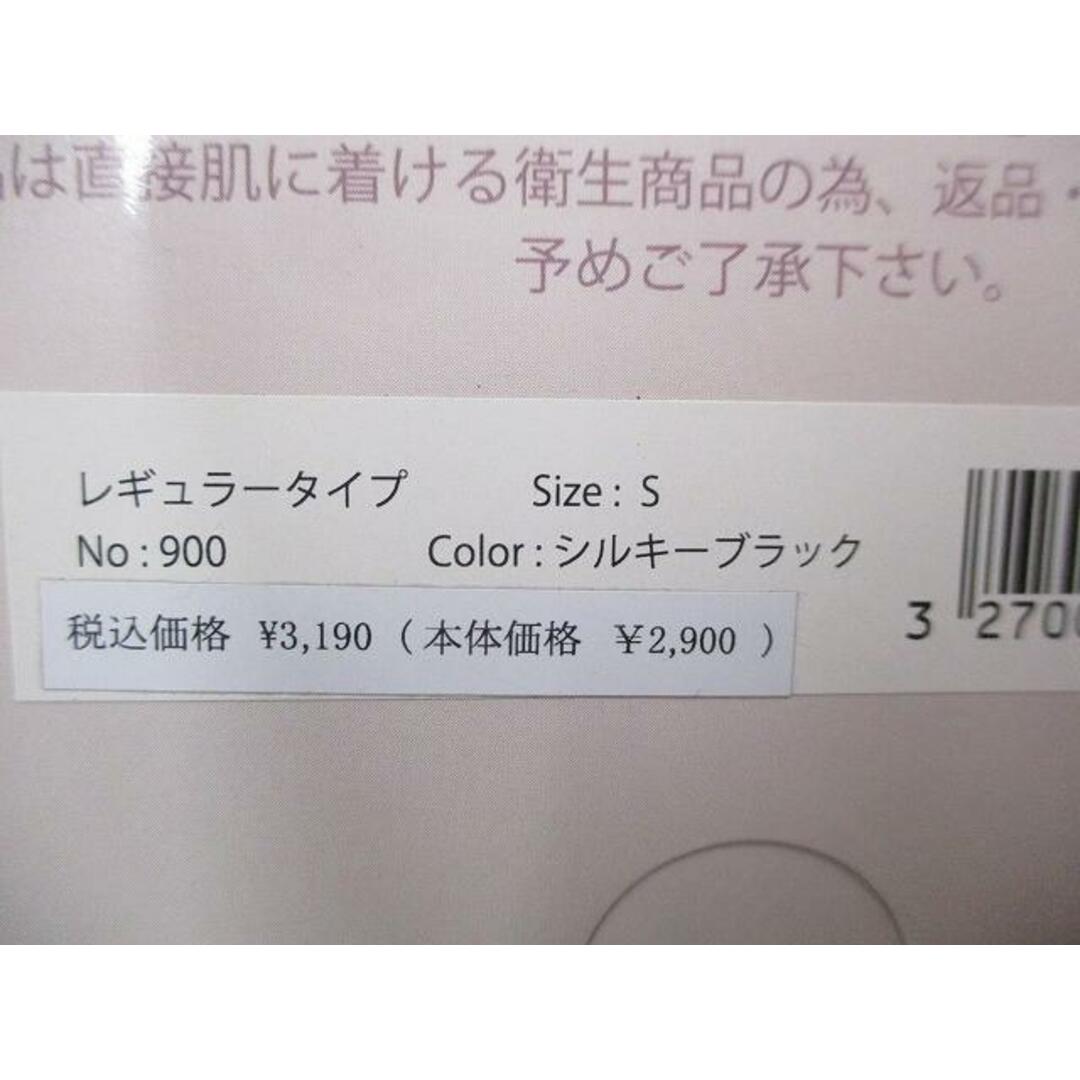 は直接肌に着ける衛生商品の為、返品・
予めご了承下さい。
レギュラータイプ Size : S
No : 900 Color : シルキーブラック
税込価格 ¥3,190 ( 本体価格 ￥2,900 )
3 2700